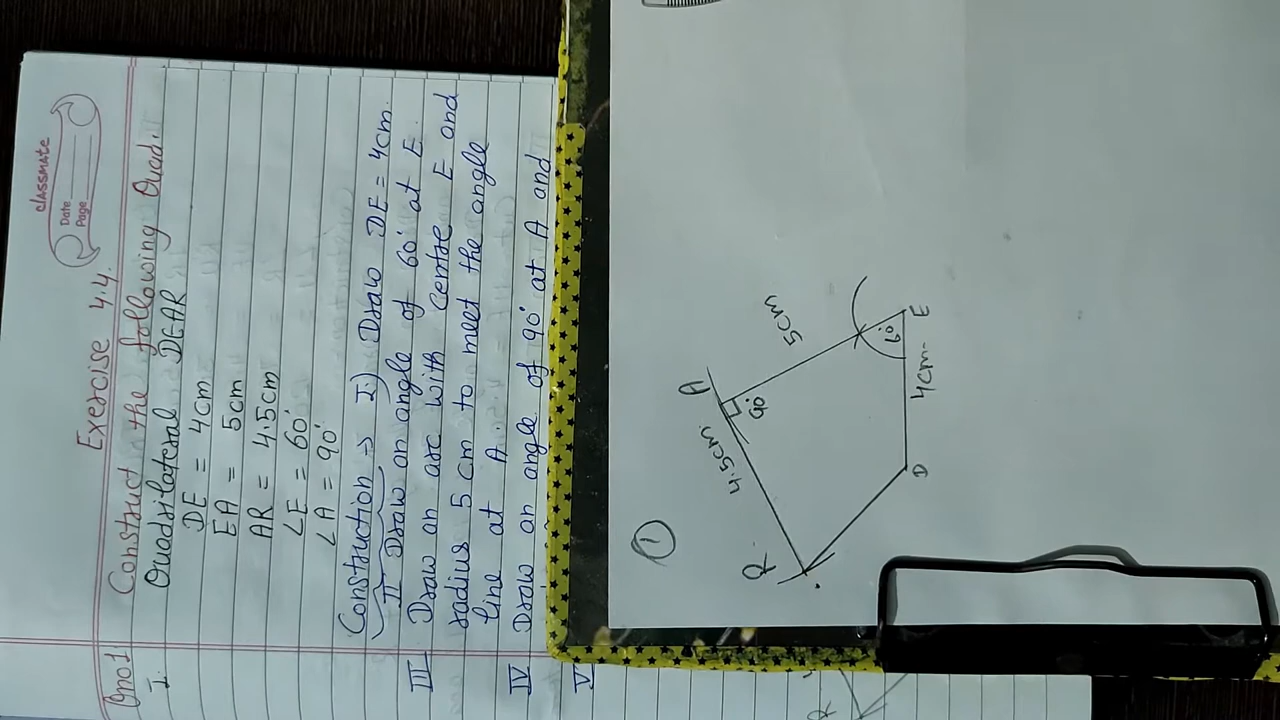 classmate
Date
Page
Exercise 4.4.
Qno1 Construct the following Quad.
I. Quadrilateral DEAR
DE = 4cm
EA = 5cm
AR = 4.5cm
∠E = 60°
∠A = 90°
Construction → I) Draw DE = 4cm.
II Draw an angle of 60° at E.
III Draw an arc with centre E and
radius 5 cm to meet the angle
line at A.
IV Draw an angle of 90° at A and
V
1
R
4.5cm
A
90°
5cm
60°
E
4cm.
D
R